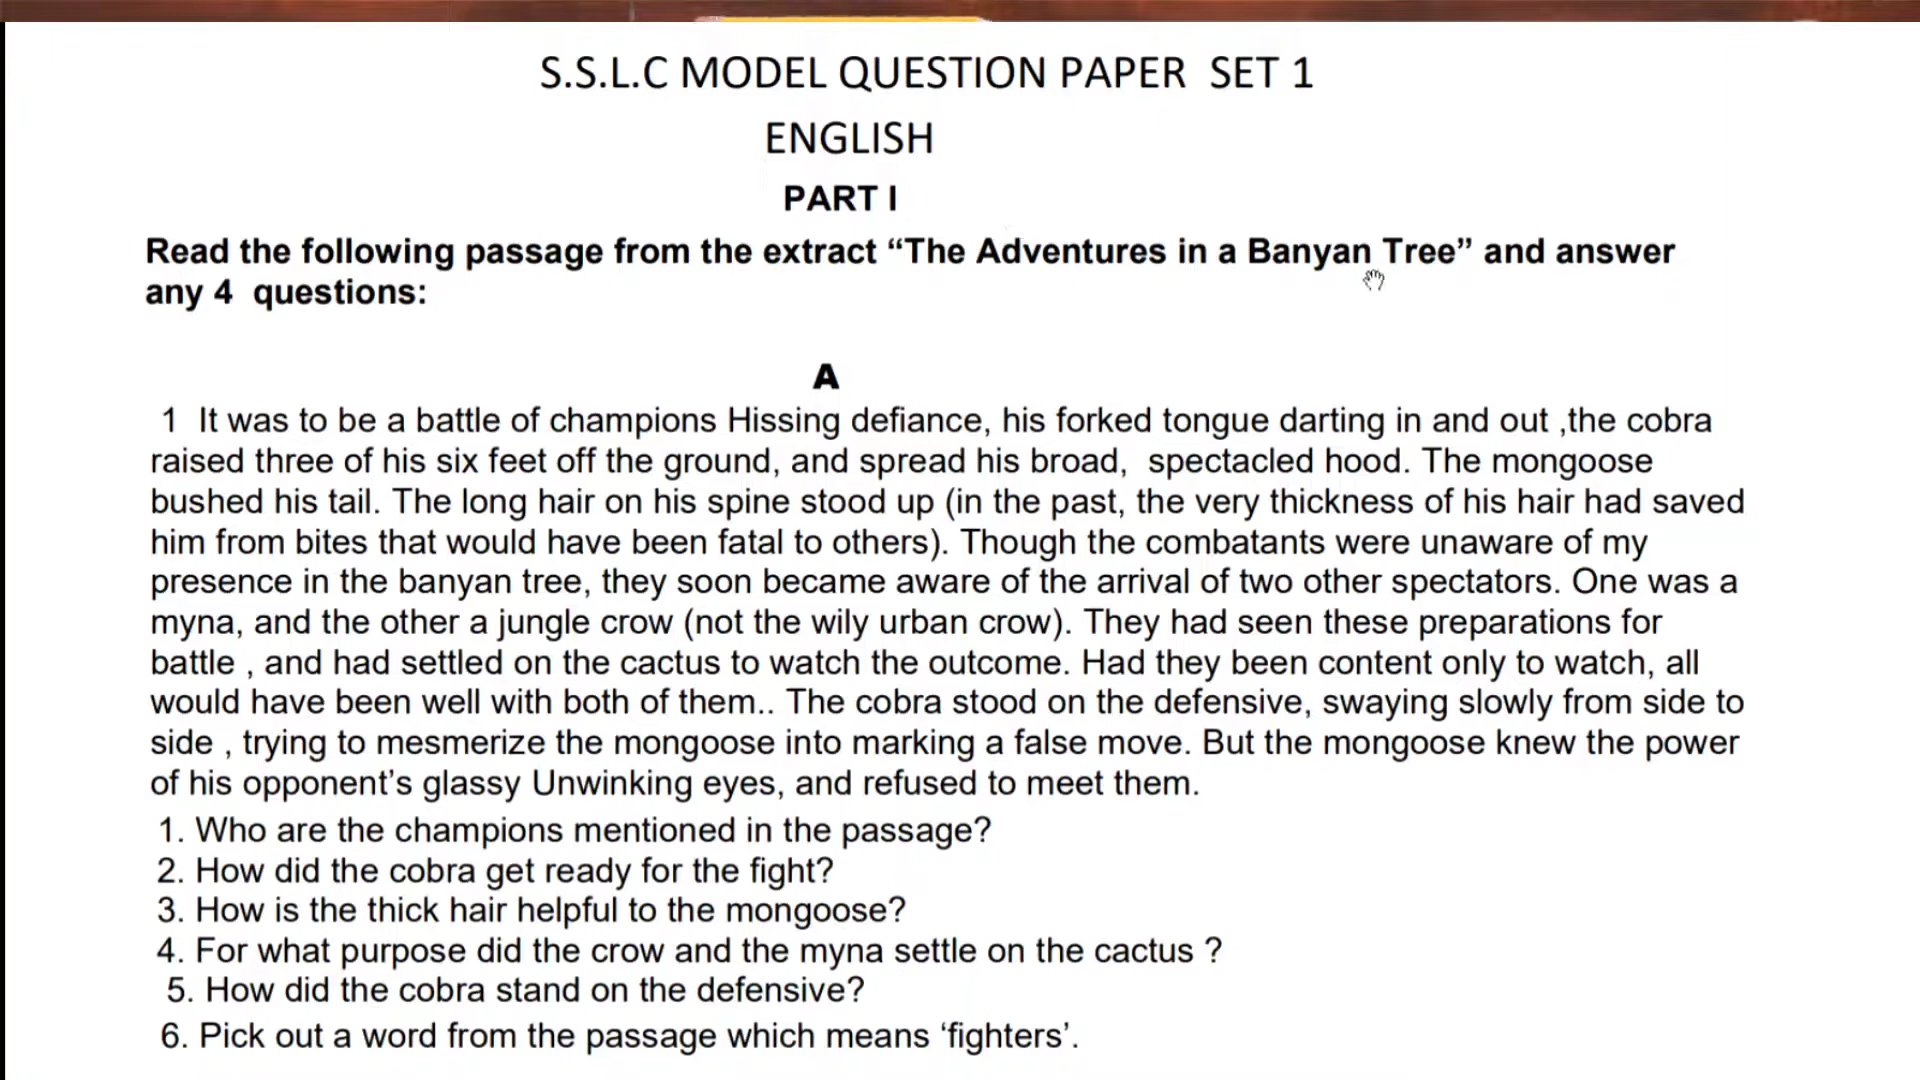 S.S.L.C MODEL QUESTION PAPER SET 1
ENGLISH
PART I
Read the following passage from the extract “The Adventures in a Banyan Tree” and answer
any 4 questions:
A
1 It was to be a battle of champions Hissing defiance, his forked tongue darting in and out ,the cobra
raised three of his six feet off the ground, and spread his broad, spectacled hood. The mongoose
bushed his tail. The long hair on his spine stood up (in the past, the very thickness of his hair had saved
him from bites that would have been fatal to others). Though the combatants were unaware of my
presence in the banyan tree, they soon became aware of the arrival of two other spectators. One was a
myna, and the other a jungle crow (not the wily urban crow). They had seen these preparations for
battle , and had settled on the cactus to watch the outcome. Had they been content only to watch, all
would have been well with both of them.. The cobra stood on the defensive, swaying slowly from side to
side , trying to mesmerize the mongoose into marking a false move. But the mongoose knew the power
of his opponent’s glassy Unwinking eyes, and refused to meet them.
1. Who are the champions mentioned in the passage?
2. How did the cobra get ready for the fight?
3. How is the thick hair helpful to the mongoose?
4. For what purpose did the crow and the myna settle on the cactus ?
5. How did the cobra stand on the defensive?
6. Pick out a word from the passage which means ‘fighters’.